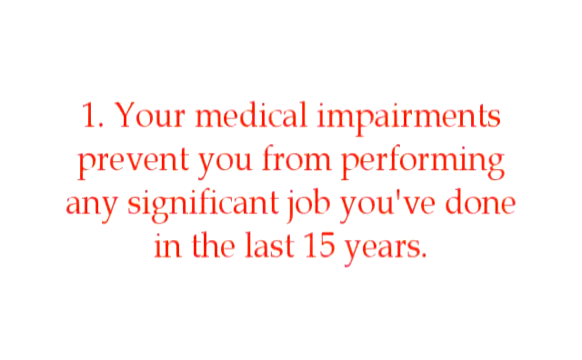 1. Your medical impairments
prevent you from performing
any significant job you've done
in the last 15 years.